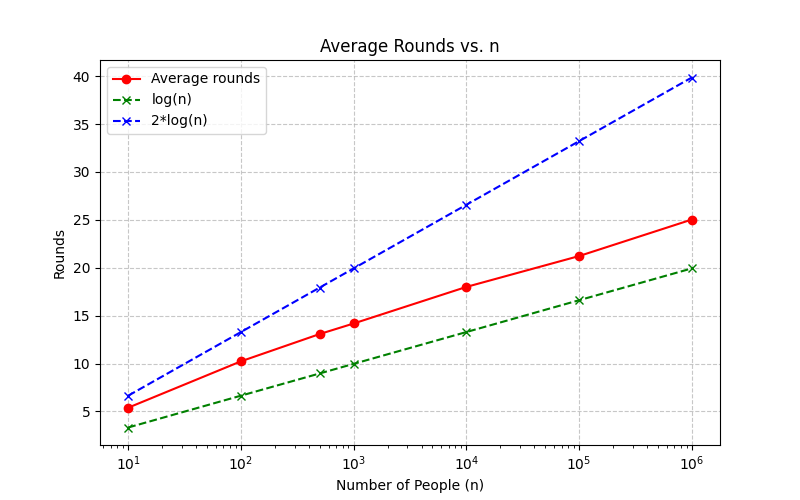 Average Rounds vs. n
Average rounds
log(n)
2*log(n)
40
35
30
25
20
15
10
5
Rounds
10¹ 10² 10³ 10⁴ 10⁵ 10⁶
Number of People (n)